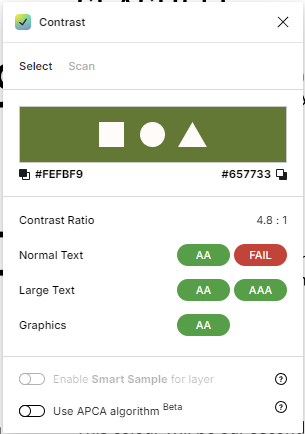 Contrast
Select Scan
#FEFBF9 #657733
Contrast Ratio 4.8 : 1
Normal Text AA FAIL
Large Text AA AAA
Graphics AA
Enable Smart Sample for layer ?
Use APCA algorithm Beta ?